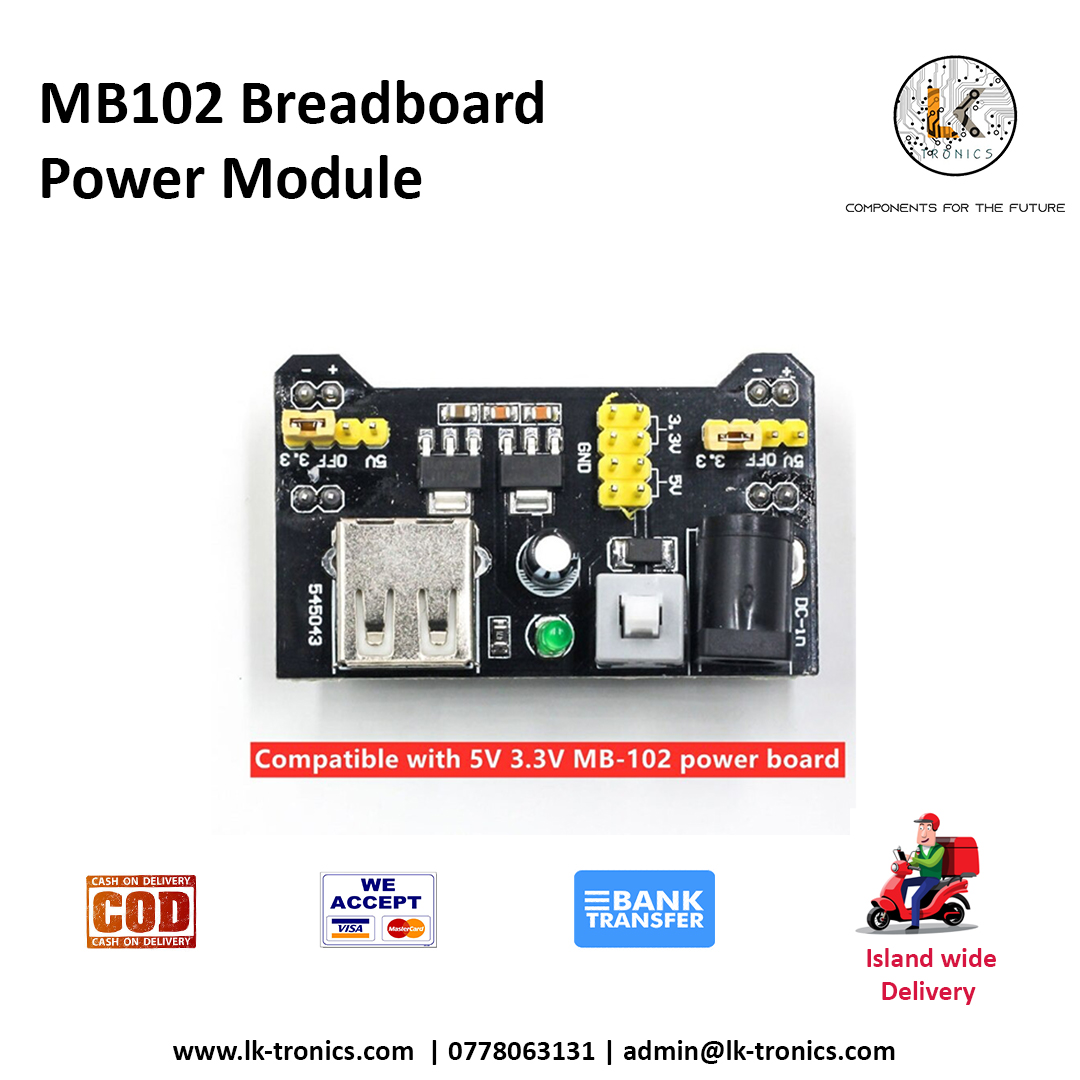 MB102 Breadboard
Power Module
LK
TRONICS
COMPONENTS FOR THE FUTURE
- +
- +
3.3 OFF 5V
3.3V
GND
5V
3.3 OFF 5V
545043
DC-in
Compatible with 5V 3.3V MB-102 power board
CASH ON DELIVERY
COD
CASH ON DELIVERY
WE
ACCEPT
VISA
MasterCard
BANK
TRANSFER
Island wide
Delivery
www.lk-tronics.com | 0778063131 | admin@lk-tronics.com